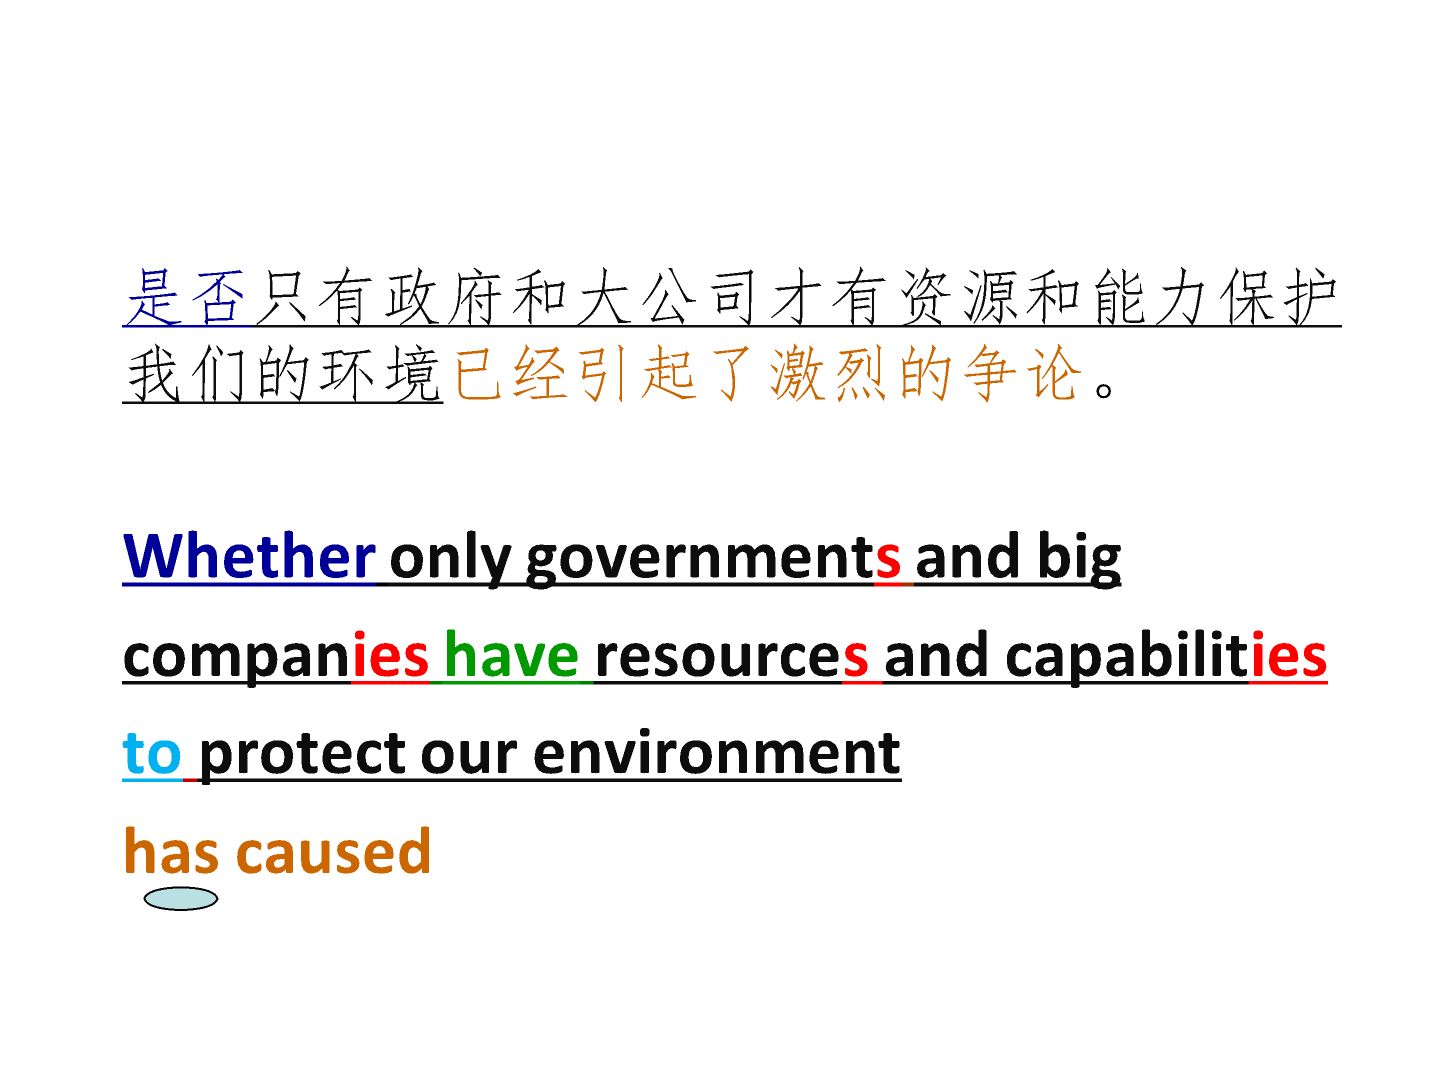 是否只有政府和大公司才有资源和能力保护
我们的环境已经引起了激烈的争论。
Whether only governments and big
companies have resources and capabilities
to protect our environment
has caused